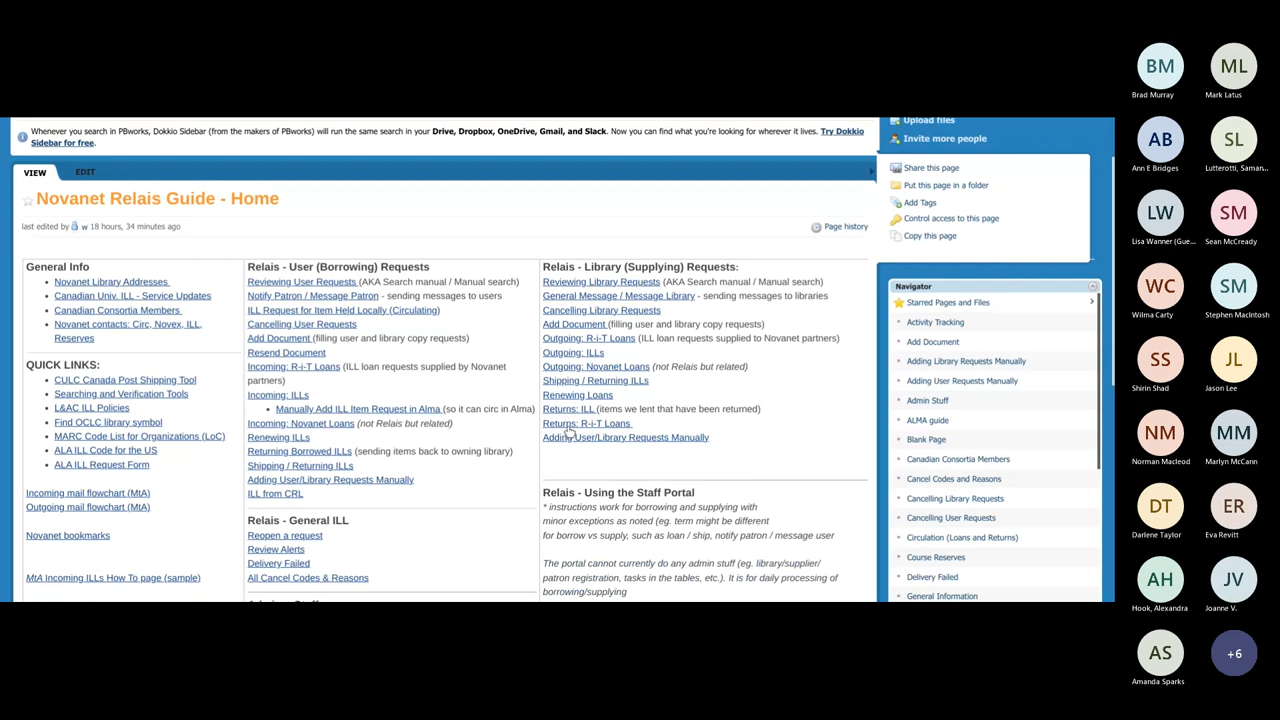 Whenever you search in PBworks, Dokkio Sidebar (from the makers of PBworks) will run the same search in your Drive, Dropbox, OneDrive, Gmail, and Slack. Now you can find what you're looking for wherever it lives. Try Dokkio
Sidebar for free.
VIEW
EDIT
Novanet Relais Guide - Home
last edited by w 18 hours, 34 minutes ago
Page history
General Info
Novanet Library Addresses
Canadian Univ. ILL - Service Updates
Canadian Consortia Members
Novanet contacts: Circ, Novex, ILL,
Reserves
QUICK LINKS:
CULC Canada Post Shipping Tool
Searching and Verification Tools
L&AC ILL Policies
Find OCLC library symbol
MARC Code List for Organizations (LoC)
ALA ILL Code for the US
ALA ILL Request Form
Incoming mail flowchart (MtA)
Outgoing mail flowchart (MtA)
Novanet bookmarks
MtA Incoming ILLs How To page (sample)
Relais - User (Borrowing) Requests
Reviewing User Requests (AKA Search manual / Manual search)
Notify Patron / Message Patron - sending messages to users
ILL Request for Item Held Locally (Circulating)
Cancelling User Requests
Add Document (filling user and library copy requests)
Resend Document
Incoming: R-i-T Loans (ILL loan requests supplied by Novanet
partners)
Incoming: ILLs
Manually Add ILL Item Request in Alma (so it can circ in Alma)
Incoming: Novanet Loans (not Relais but related)
Renewing ILLs
Returning Borrowed ILLs (sending items back to owning library)
Shipping / Returning ILLs
Adding User/Library Requests Manually
ILL from CRL
Relais - General ILL
Reopen a request
Review Alerts
Delivery Failed
All Cancel Codes & Reasons
Relais - Library (Supplying) Requests:
Reviewing Library Requests (AKA Search manual / Manual search)
General Message / Message Library - sending messages to libraries
Cancelling Library Requests
Add Document (filling user and library copy requests)
Outgoing: R-i-T Loans (ILL loan requests supplied to Novanet partners)
Outgoing: ILLs
Outgoing: Novanet Loans (not Relais but related)
Shipping / Returning ILLs
Renewing Loans
Returns: ILL (items we lent that have been returned)
Returns: R-i-T Loans
Adding User/Library Requests Manually
Relais - Using the Staff Portal
* instructions work for borrowing and supplying with
minor exceptions as noted (eg. term might be different
for borrow vs supply, such as loan / ship, notify patron / message user
The portal cannot currently do any admin stuff (eg. library/supplier/
patron registration, tasks in the tables, etc.). It is for daily processing of
borrowing/supplying
Upload files
Invite more people
Share this page
Put this page in a folder
Add Tags
Control access to this page
Copy this page
Navigator
Starred Pages and Files
Activity Tracking
Add Document
Adding Library Requests Manually
Adding User Requests Manually
Admin Stuff
ALMA guide
Blank Page
Canadian Consortia Members
Cancel Codes and Reasons
Cancelling Library Requests
Cancelling User Requests
Circulation (Loans and Returns)
Course Reserves
Delivery Failed
General Information
BM
Brad Murray
ML
Mark Latus
AB
Ann E Bridges
SL
Lutterotti, Saman...
LW
Lisa Wanner (Gue...
SM
Sean McCready
WC
Wilma Carty
SM
Stephen MacIntosh
SS
Shirin Shad
JL
Jason Lee
NM
Norman Macleod
MM
Marlyn McCann
DT
Darlene Taylor
ER
Eva Revitt
AH
Hook, Alexandra
JV
Joanne V.
AS
Amanda Sparks
+6